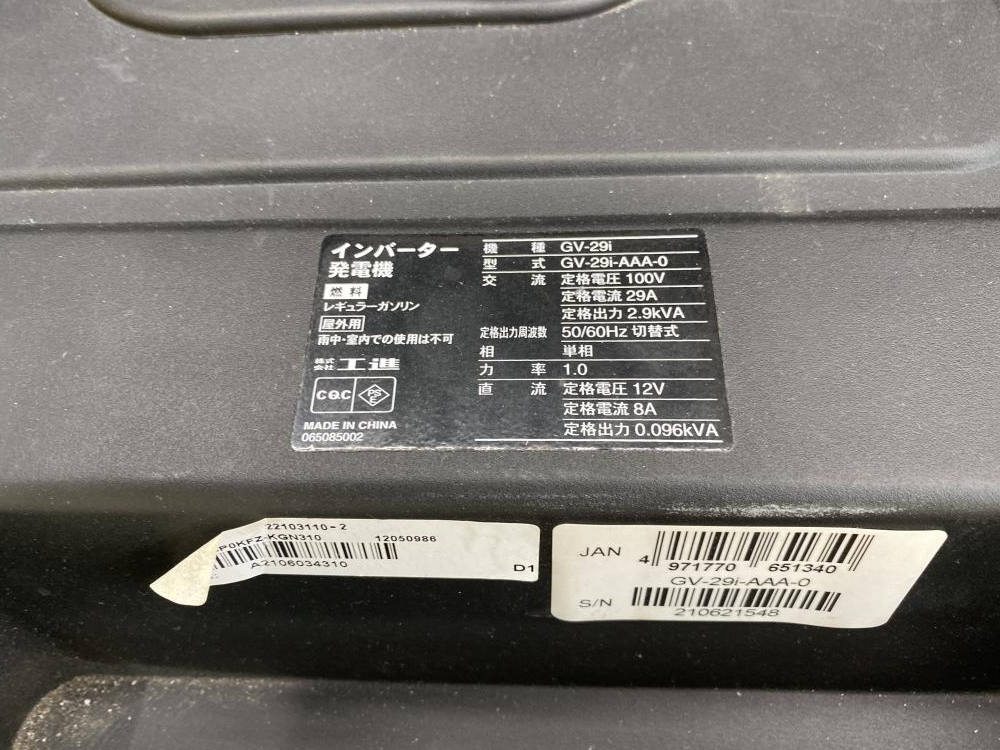 インバーター
発電機
燃料
レギュラーガソリン
屋外用
雨中・室内での使用は不可
株式会社 工進
CQC PSE
MADE IN CHINA
065085002
機種 GV-29i
型式 GV-29i-AAA-0
交流 定格電圧 100V
定格電流 29A
定格出力 2.9kVA
定格出力周波数 50/60Hz 切替式
相 単相
力率 1.0
直流 定格電圧 12V
定格電流 8A
定格出力 0.096kVA
22103110-2
P0KFZ-KGN310 12050986
A2106034310
D1
JAN 4 971770 651340
GV-29i-AAA-0
S/N
210621548